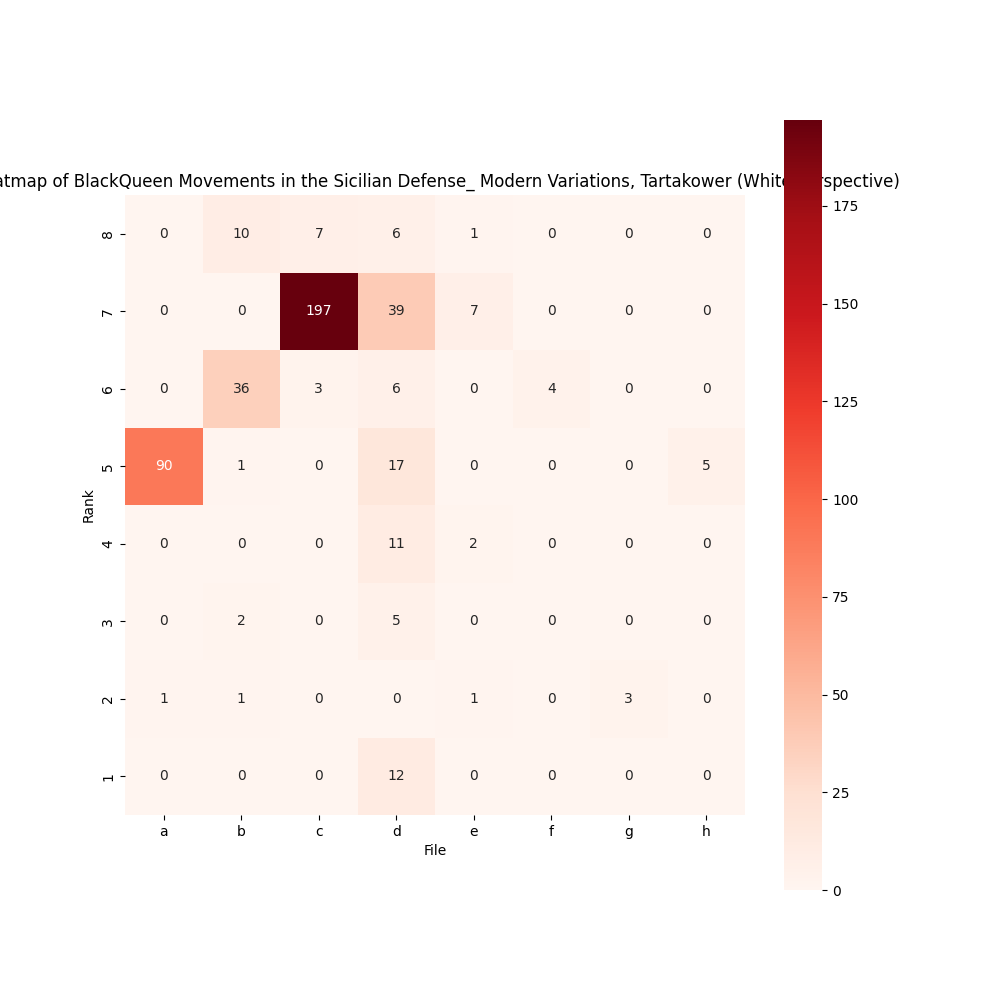 atmap of BlackQueen Movements in the Sicilian Defense_ Modern Variations, Tartakower (White rspective)
8 0 10 7 6 1 0 0 0
7 0 0 197 39 7 0 0 0
6 0 36 3 6 0 4 0 0
5 90 1 0 17 0 0 0 5
4 0 0 0 11 2 0 0 0
3 0 2 0 5 0 0 0 0
2 1 1 0 0 1 0 3 0
1 0 0 0 12 0 0 0 0
a b c d e f g h
File
Rank
175
150
125
100
75
50
25
0